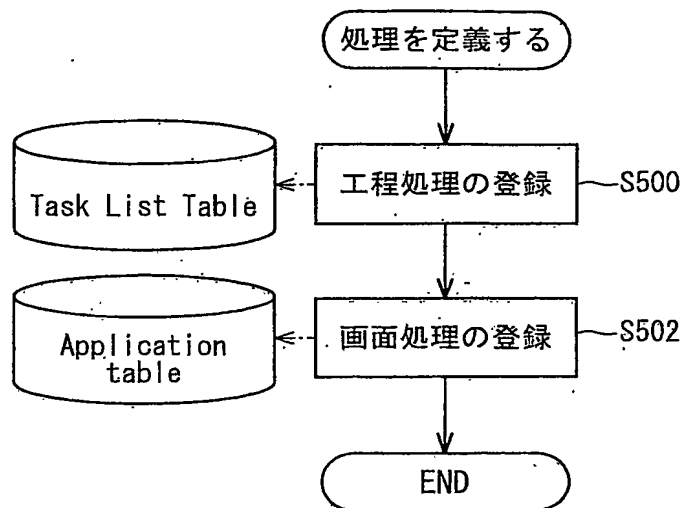 処理を定義する
Task List Table
工程処理の登録
S500
Application
table
画面処理の登録
S502
END